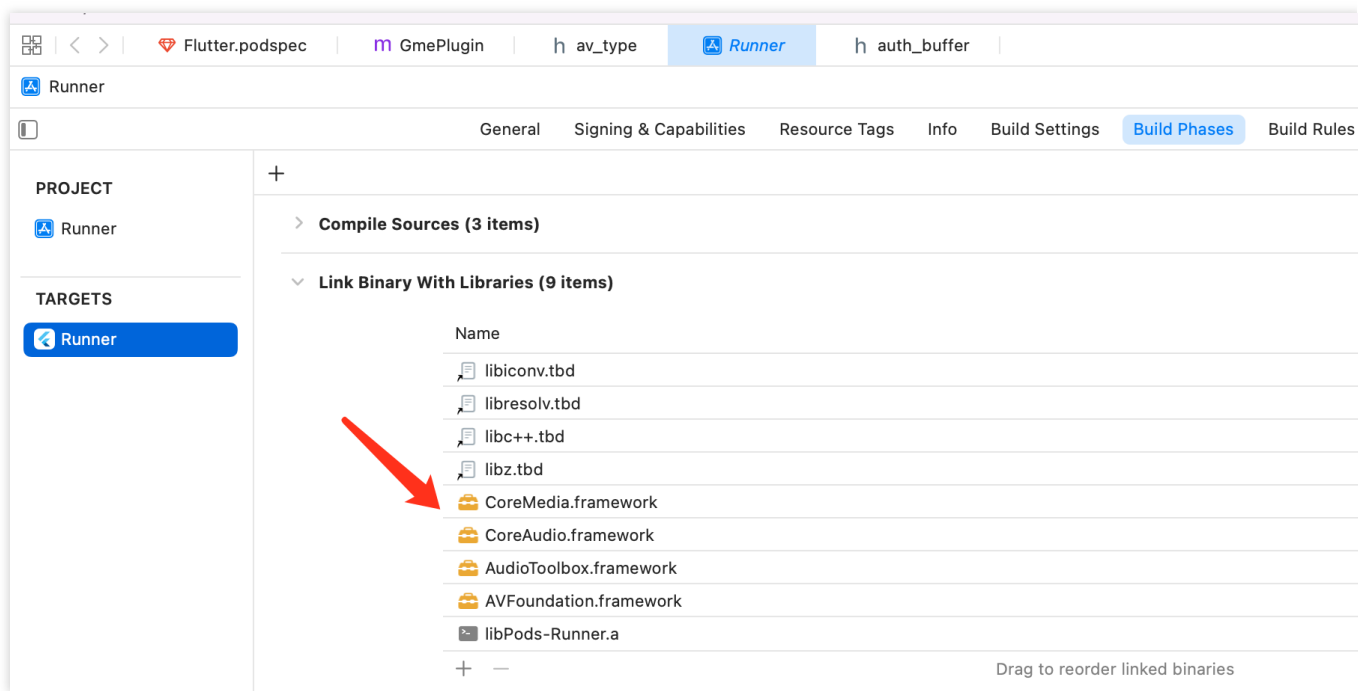 Flutter.podspec GmePlugin av_type Runner auth_buffer
Runner
General Signing & Capabilities Resource Tags Info Build Settings Build Phases Build Rules
PROJECT
Runner
TARGETS
Runner
Compile Sources (3 items)
Link Binary With Libraries (9 items)
Name
libiconv.tbd
libresolv.tbd
libc++.tbd
libz.tbd
CoreMedia.framework
CoreAudio.framework
AudioToolbox.framework
AVFoundation.framework
libPods-Runner.a
Drag to reorder linked binaries